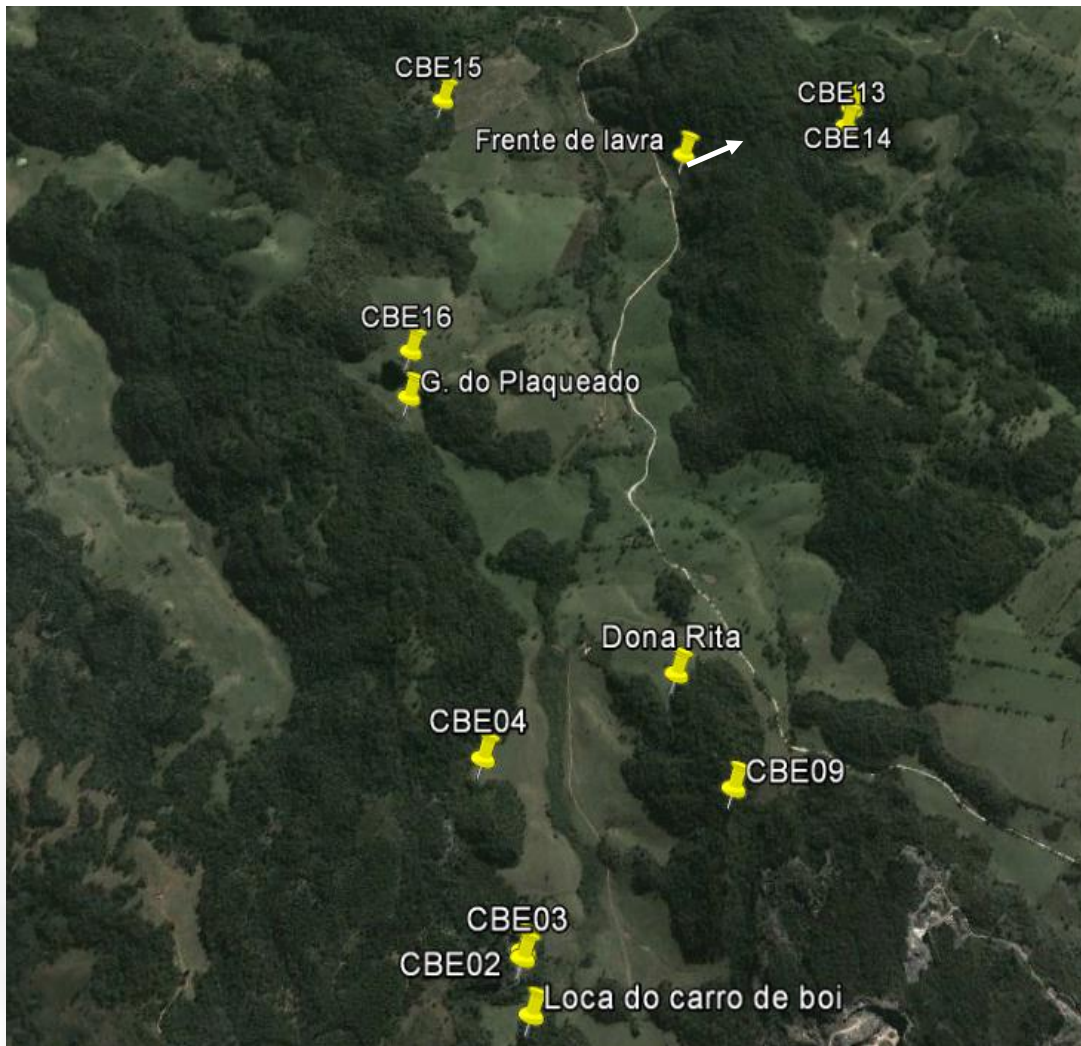 CBE15
CBE13
Frente de lavra
CBE14
CBE16
G. do Plaqueado
Dona Rita
CBE04
CBE09
CBE03
CBE02
Loca do carro de boi